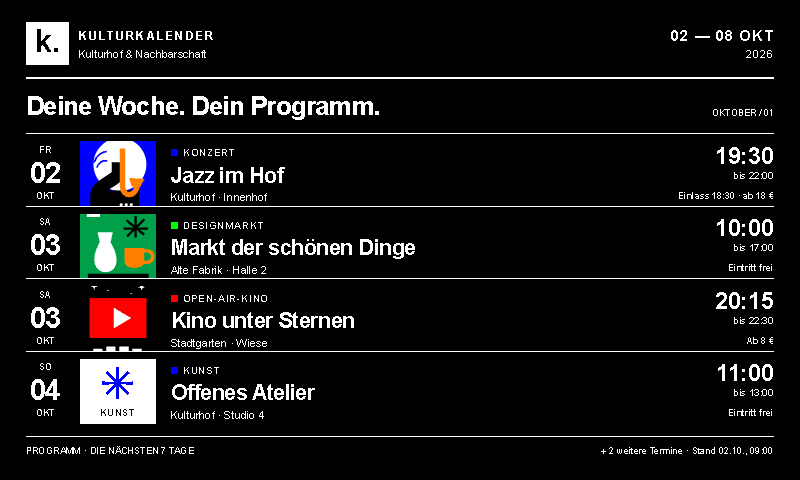 k.
KULTURKALENDER
Kulturhof & Nachbarschaft
02 — 08 OKT
2026
Deine Woche. Dein Programm.
OKTOBER / 01
FR
02
OKT
KONZERT
Jazz im Hof
Kulturhof · Innenhof
19:30
bis 22:00
Einlass 18:30 · ab 18 €
SA
03
OKT
DESIGNMARKT
Markt der schönen Dinge
Alte Fabrik · Halle 2
10:00
bis 17:00
Eintritt frei
SA
03
OKT
OPEN-AIR-KINO
Kino unter Sternen
Stadtgarten · Wiese
20:15
bis 22:30
Ab 8 €
SO
04
OKT
KUNST
KUNST
Offenes Atelier
Kulturhof · Studio 4
11:00
bis 13:00
Eintritt frei
PROGRAMM · DIE NÄCHSTEN 7 TAGE
+ 2 weitere Termine · Stand 02.10., 09:00